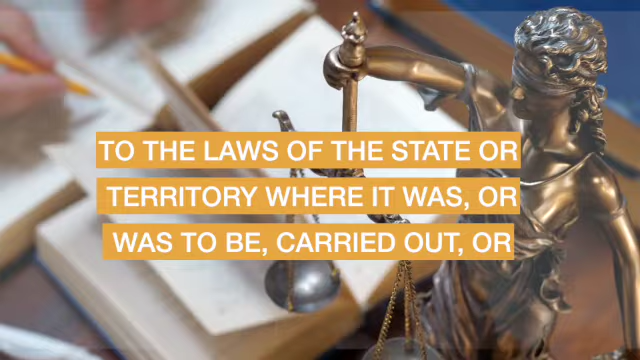 TO THE LAWS OF THE STATE OR
TERRITORY WHERE IT WAS, OR
WAS TO BE, CARRIED OUT, OR